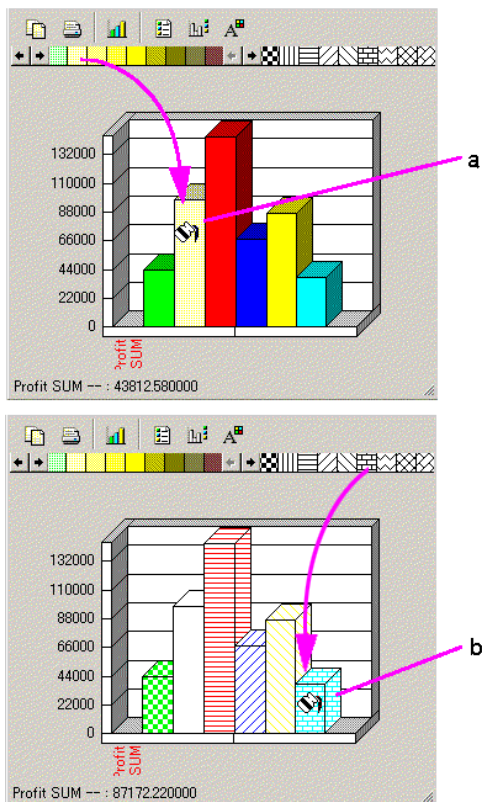 A
a
132000
110000
88000
66000
44000
22000
0
Profit
SUM
Profit SUM -- : 43812.580000
A
132000
110000
88000
66000
44000
22000
0
b
Profit
SUM
Profit SUM -- : 87172.220000